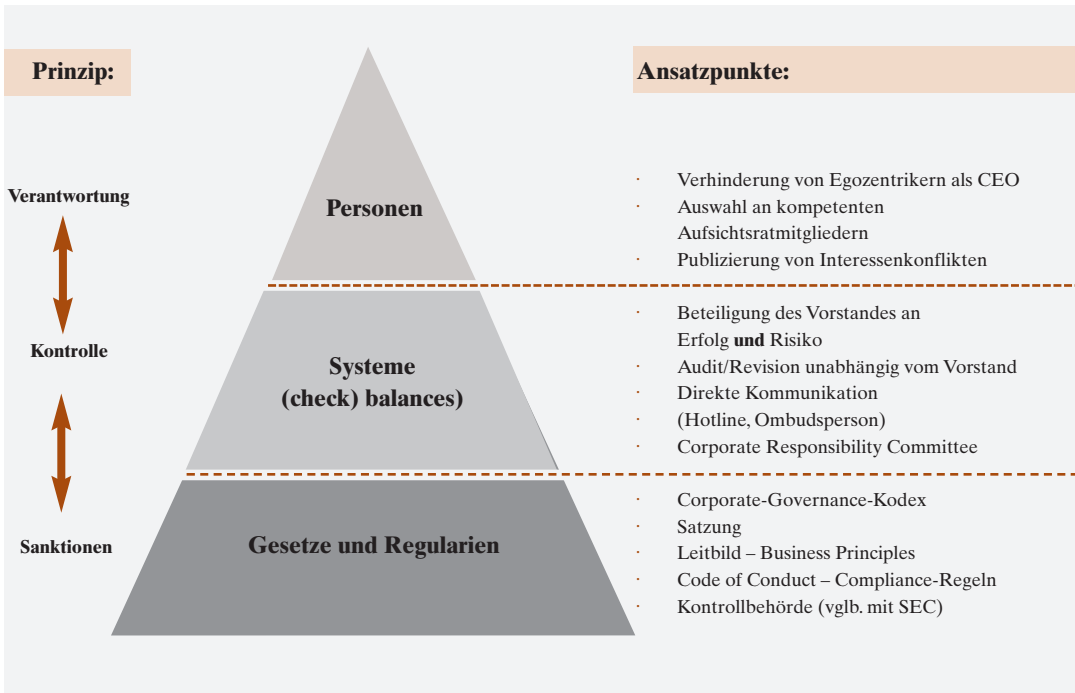 Prinzip:
Ansatzpunkte:
Verantwortung
Kontrolle
Sanktionen
Personen
· Verhinderung von Egozentrikern als CEO
· Auswahl an kompetenten
Aufsichtsratmitgliedern
· Publizierung von Interessenkonflikten
Systeme
(check) balances)
· Beteiligung des Vorstandes an
Erfolg und Risiko
· Audit/Revision unabhängig vom Vorstand
· Direkte Kommunikation
· (Hotline, Ombudsperson)
· Corporate Responsibility Committee
Gesetze und Regularien
· Corporate-Governance-Kodex
· Satzung
· Leitbild – Business Principles
· Code of Conduct – Compliance-Regeln
· Kontrollbehörde (vglb. mit SEC)